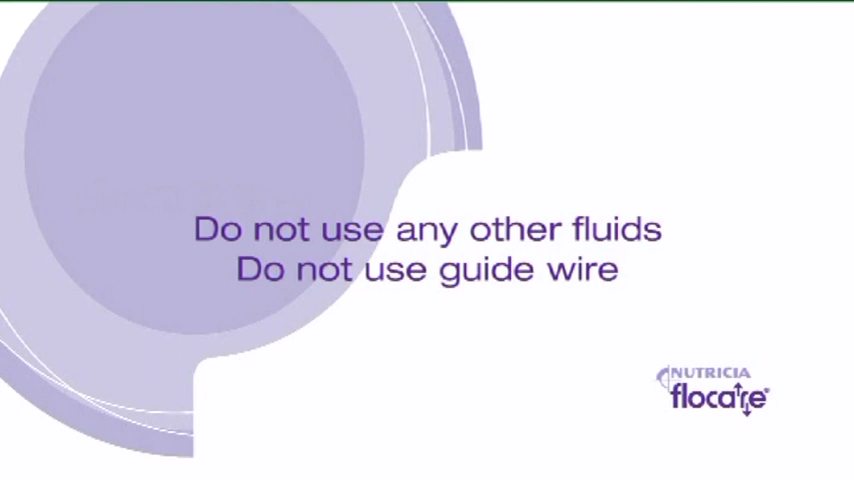 Do not use any other fluids
Do not use guide wire
NUTRICIA
flocare®